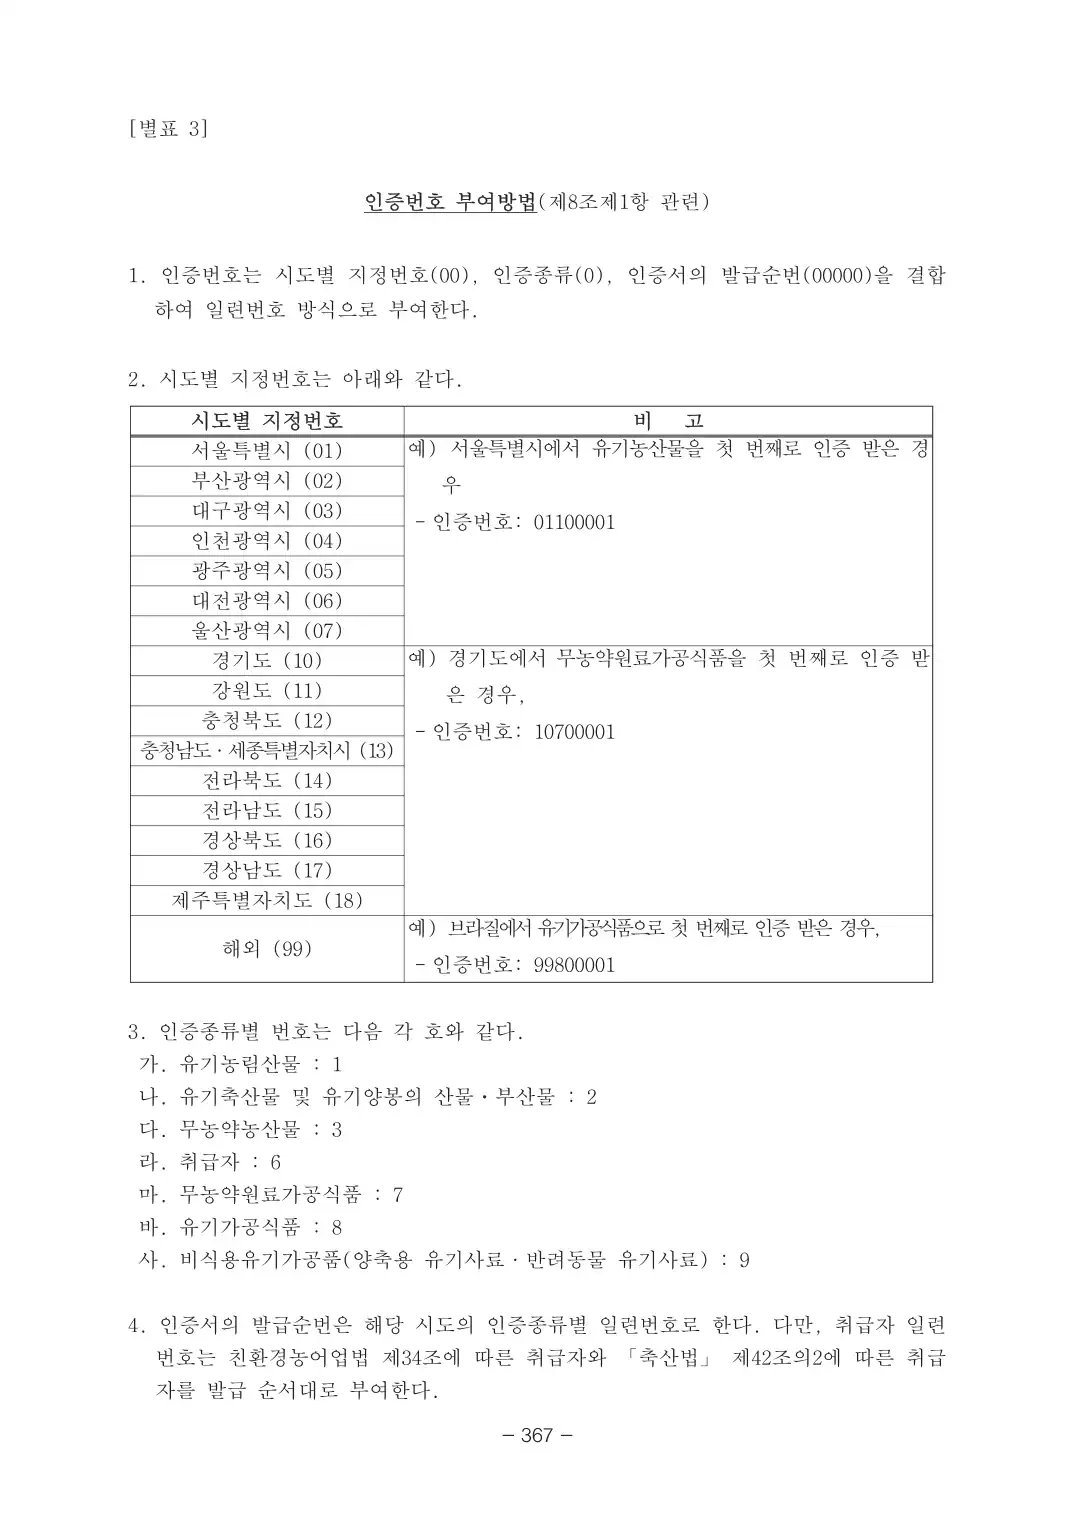 [별표 3]
인증번호 부여방법(제8조제1항 관련)
1. 인증번호는 시도별 지정번호(00), 인증종류(0), 인증서의 발급순번(00000)을 결합
하여 일련번호 방식으로 부여한다.
2. 시도별 지정번호는 아래와 같다.
시도별 지정번호
비 고
서울특별시 (01)
부산광역시 (02)
대구광역시 (03)
인천광역시 (04)
광주광역시 (05)
대전광역시 (06)
울산광역시 (07)
예) 서울특별시에서 유기농산물을 첫 번째로 인증 받은 경
우
- 인증번호: 01100001
경기도 (10)
강원도 (11)
충청북도 (12)
충청남도·세종특별자치시 (13)
전라북도 (14)
전라남도 (15)
경상북도 (16)
경상남도 (17)
제주특별자치도 (18)
예) 경기도에서 무농약원료가공식품을 첫 번째로 인증 받
은 경우,
- 인증번호: 10700001
해외 (99)
예) 브라질에서 유기가공식품으로 첫 번째로 인증 받은 경우,
- 인증번호: 99800001
3. 인증종류별 번호는 다음 각 호와 같다.
가. 유기농림산물 : 1
나. 유기축산물 및 유기양봉의 산물·부산물 : 2
다. 무농약농산물 : 3
라. 취급자 : 6
마. 무농약원료가공식품 : 7
바. 유기가공식품 : 8
사. 비식용유기가공품(양축용 유기사료·반려동물 유기사료) : 9
4. 인증서의 발급순번은 해당 시도의 인증종류별 일련번호로 한다. 다만, 취급자 일련
번호는 친환경농어업법 제34조에 따른 취급자와 「축산법」 제42조의2에 따른 취급
자를 발급 순서대로 부여한다.
- 367 -